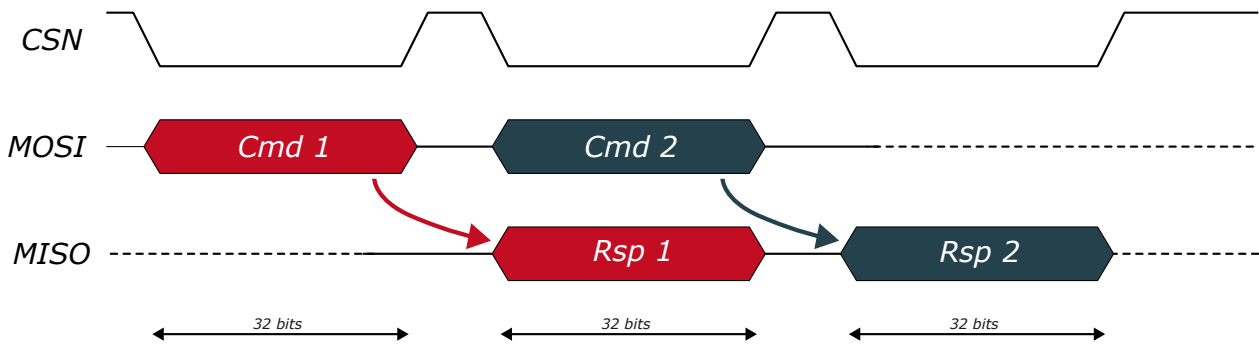 CSN
MOSI
Cmd 1
Cmd 2
MISO
Rsp 1
Rsp 2
32 bits
32 bits
32 bits